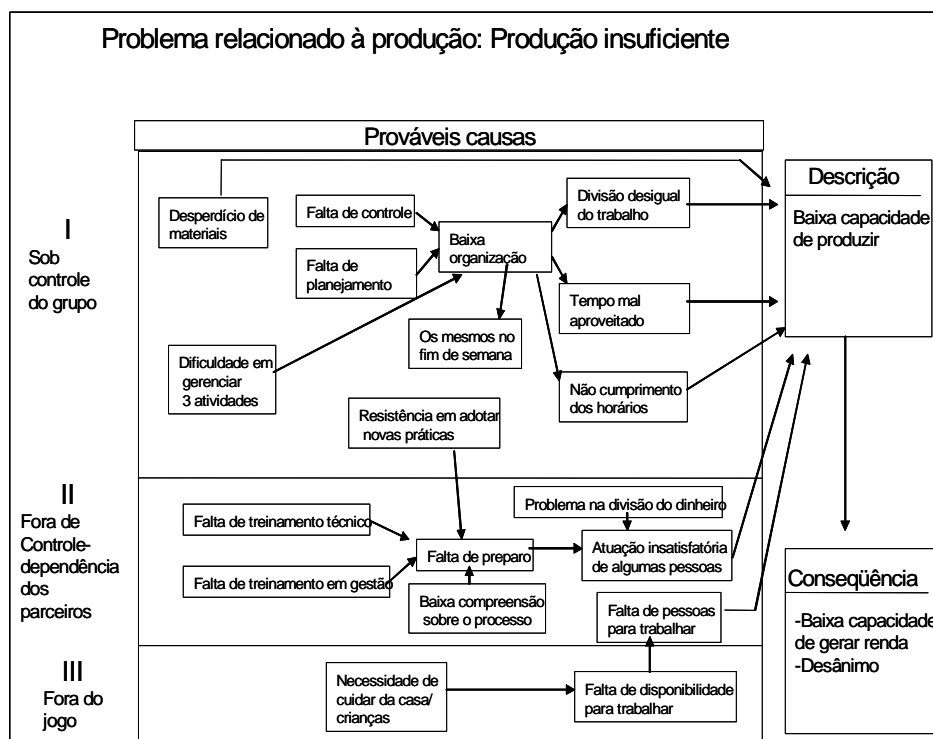 Problema relacionado à produção: Produção insuficiente
Prováveis causas
I
Sob
controle
do grupo
Desperdício de
materiais
Falta de controle
Falta de
planejamento
Baixa
organização
Divisão desigual
do trabalho
Tempo mal
aproveitado
Os mesmos no
fim de semana
Dificuldade em
gerenciar
3 atividades
Não cumprimento
dos horários
Resistência em adotar
novas práticas
Descrição
Baixa capacidade
de produzir
II
Fora de
Controle-
dependência
dos
parceiros
Falta de treinamento técnico
Falta de treinamento em gestão
Falta de preparo
Baixa compreensão
sobre o processo
Problema na divisão do dinheiro
Atuação insatisfatória
de algumas pessoas
Falta de pessoas
para trabalhar
Conseqüência
-Baixa capacidade
de gerar renda
-Desânimo
III
Fora do
jogo
Necessidade de
cuidar da casa/
crianças
Falta de disponibilidade
para trabalhar